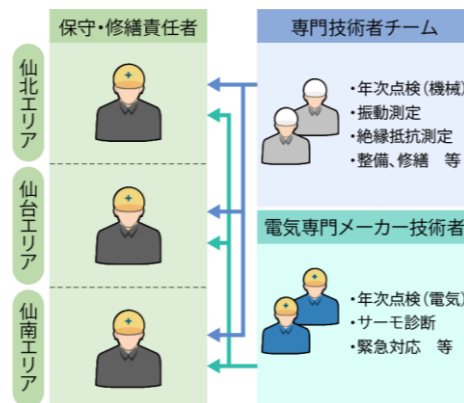 保守・修繕責任者
仙北エリア
仙台エリア
仙南エリア
専門技術者チーム
・年次点検(機械)
・振動測定
・絶縁抵抗測定
・整備、修繕　等
電気専門メーカー技術者
・年次点検(電気)
・サーモ診断
・緊急対応　等